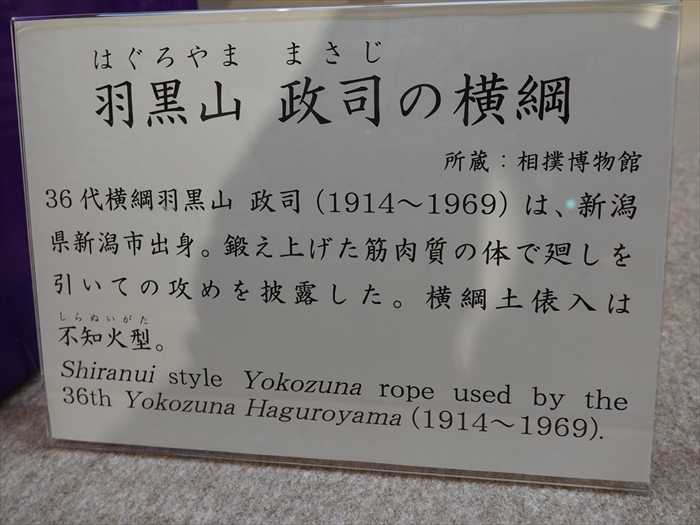 はぐろやま まさじ
羽黒山 政司の横綱
所蔵：相撲博物館
36代横綱羽黒山 政司（1914～1969）は、新潟
県新潟市出身。鍛え上げた筋肉質の体で廻しを
引いての攻めを披露した。横綱土俵入は
しらぬいがた
不知火型。
Shiranui style Yokozuna rope used by the
36th Yokozuna Haguroyama (1914～1969).